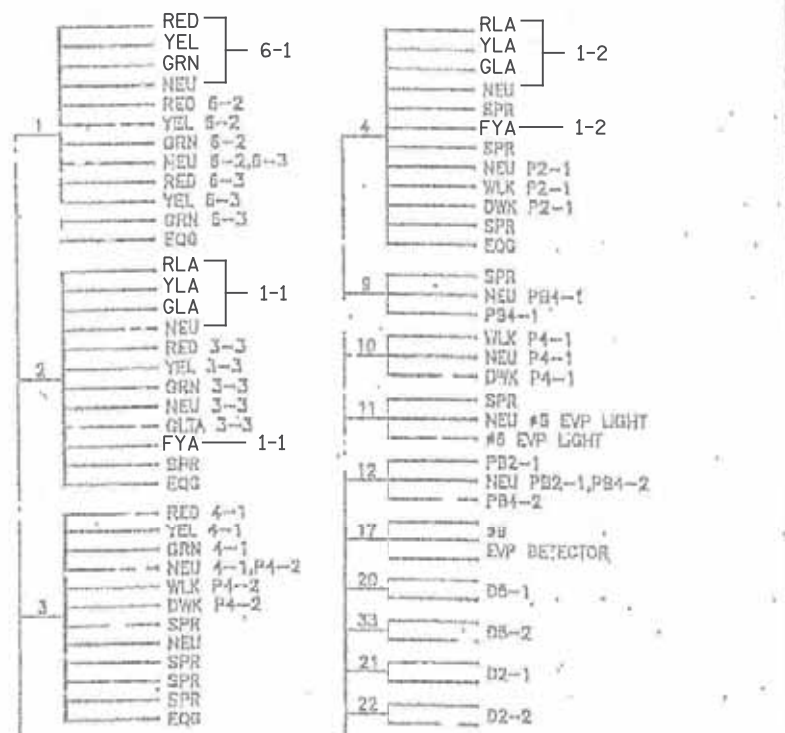 RED
YEL
6-1
GRN
NEU
RED 6-2
YEL 6-2
1
GRN 6-2
NEU 6-2,6-3
RED 6-3
YEL 6-3
GRN 6-3
EQG
RLA
YLA
1-1
GLA
NEU
RED 3-3
YEL 3-3
2
GRN 3-3
NEU 3-3
GLTA 3-3
FYA 1-1
SPR
EQG
RED 4-1
YEL 4-1
GRN 4-1
NEU 4-1,P4-2
WLK P4-2
DWK P4-2
3
SPR
NEU
SPR
SPR
SPR
EQG
RLA
YLA
1-2
GLA
NEU
SPR
4
FYA 1-2
SPR
NEU P2-1
WLK P2-1
DWK P2-1
SPR
EQG
SPR
9
NEU PB4-1
PB4-1
WLK P4-1
10
NEU P4-1
DWK P4-1
SPR
11
NEU #6 EVP LIGHT
#6 EVP LIGHT
PB2-1
12
NEU PB2-1,PB4-2
PB4-2
17
EVP DETECTOR
20
D6-1
33
D6-2
21
D2-1
22
D2-2